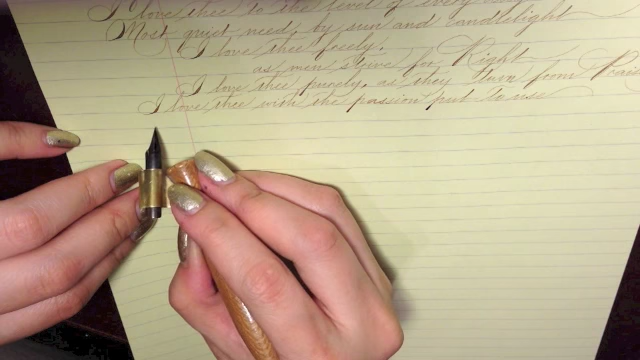 I love thee to the level of every
Most quiet need, by sun and candlelight
I love thee freely,
as men strive for Right
I love thee purely, as they turn from Praise
I love thee with the passion put to use